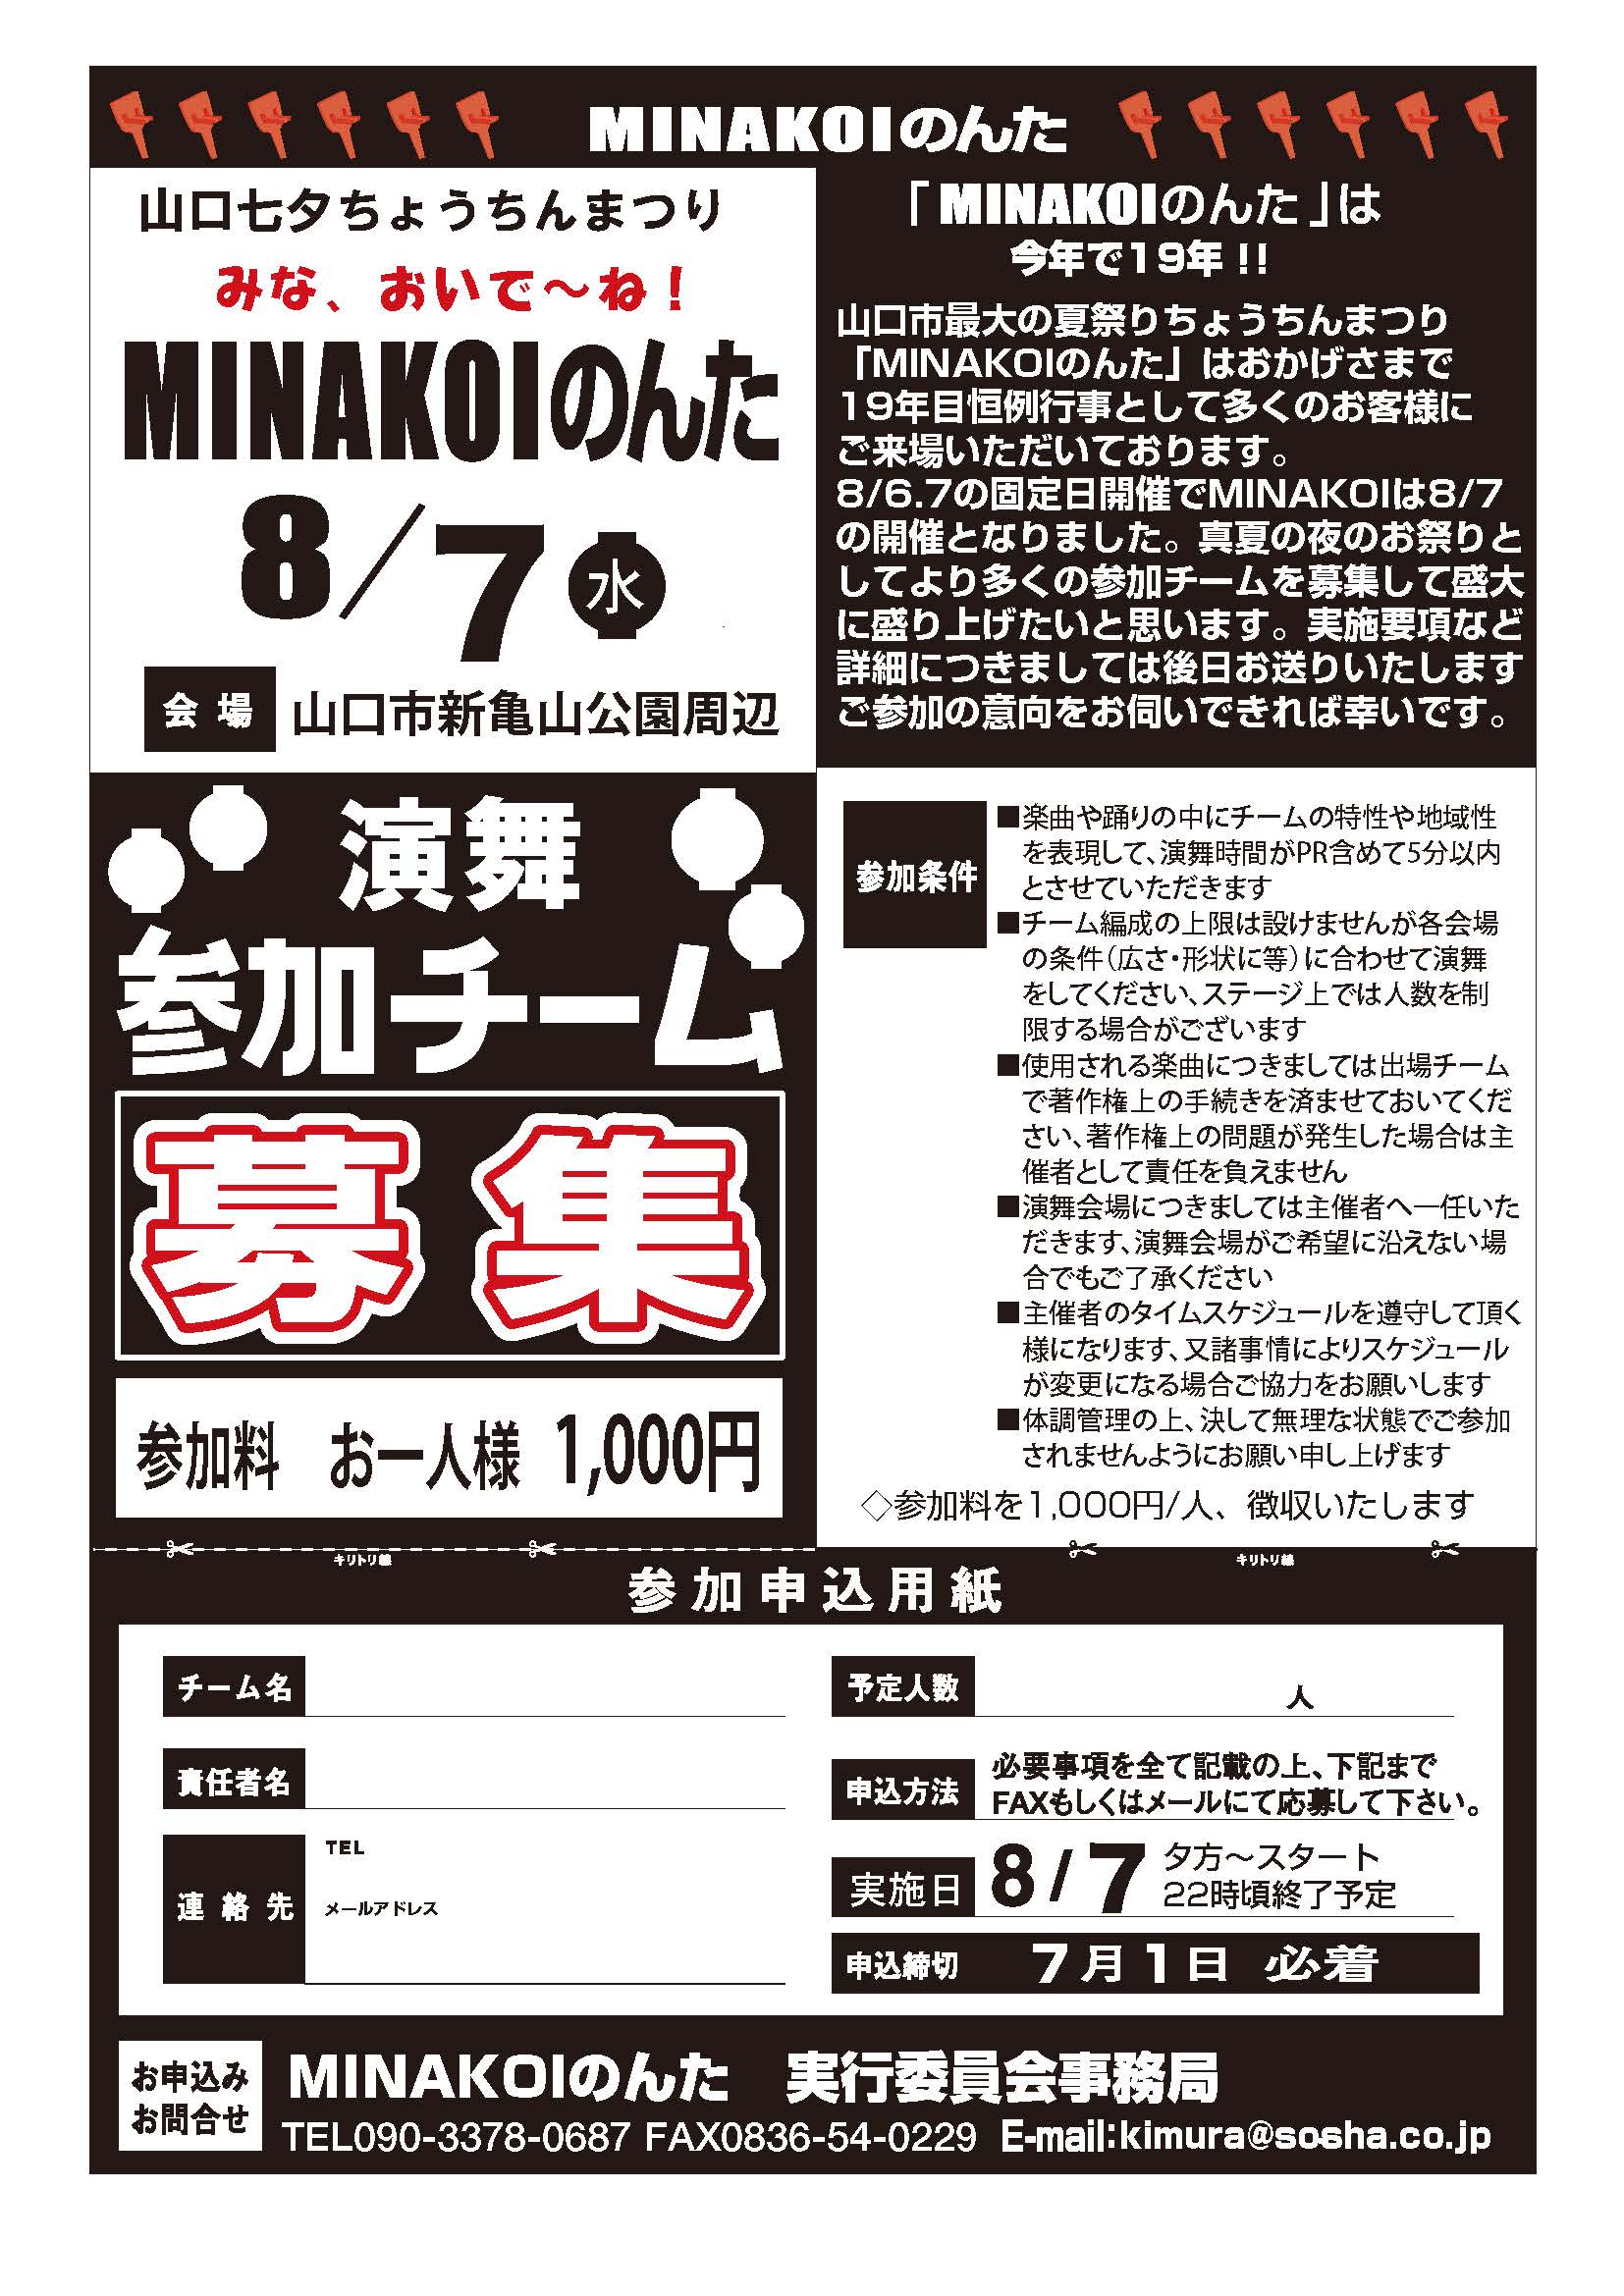 MINAKOIのんた
山口七夕ちょうちんまつり
みな、おいで～ね！
MINAKOIのんた
8/7 水
会場 山口市新亀山公園周辺
「MINAKOIのんた」は
今年で19年!!
山口市最大の夏祭りちょうちんまつり
「MINAKOIのんた」はおかげさまで
19年目恒例行事として多くのお客様に
ご来場いただいております。
8/6.7の固定日開催でMINAKOIは8/7
の開催となりました。真夏の夜のお祭りと
してより多くの参加チームを募集して盛大
に盛り上げたいと思います。実施要項など
詳細につきましては後日お送りいたします
ご参加の意向をお伺いできれば幸いです。
演舞
参加チーム
募集
参加料 お一人様 1,000円
参加条件
■楽曲や踊りの中にチームの特性や地域性
を表現して、演舞時間がPR含めて5分以内
とさせていただきます
■チーム編成の上限は設けませんが各会場
の条件(広さ・形状に等)に合わせて演舞
をしてください、ステージ上では人数を制
限する場合がございます
■使用される楽曲につきましては出場チーム
で著作権上の手続きを済ませておいてくだ
さい、著作権上の問題が発生した場合は主
催者として責任を負えません
■演舞会場につきましては主催者へ一任いた
だきます、演舞会場がご希望に沿えない場
合でもご了承ください
■主催者のタイムスケジュールを遵守して頂く
様になります、又諸事情によりスケジュール
が変更になる場合ご協力をお願いします
■体調管理の上、決して無理な状態でご参加
されませんようにお願い申し上げます
◇参加料を1,000円/人、徴収いたします
キリトリ線 キリトリ線
参加申込用紙
チーム名
責任者名
連絡先
TEL
メールアドレス
予定人数 人
申込方法
必要事項を全て記載の上、下記まで
FAXもしくはメールにて応募して下さい。
実施日 8/7
夕方～スタート
22時頃終了予定
申込締切 7月1日 必着
お申込み
お問合せ
MINAKOIのんた 実行委員会事務局
TEL090-3378-0687 FAX0836-54-0229 E-mail:kimura@sosha.co.jp